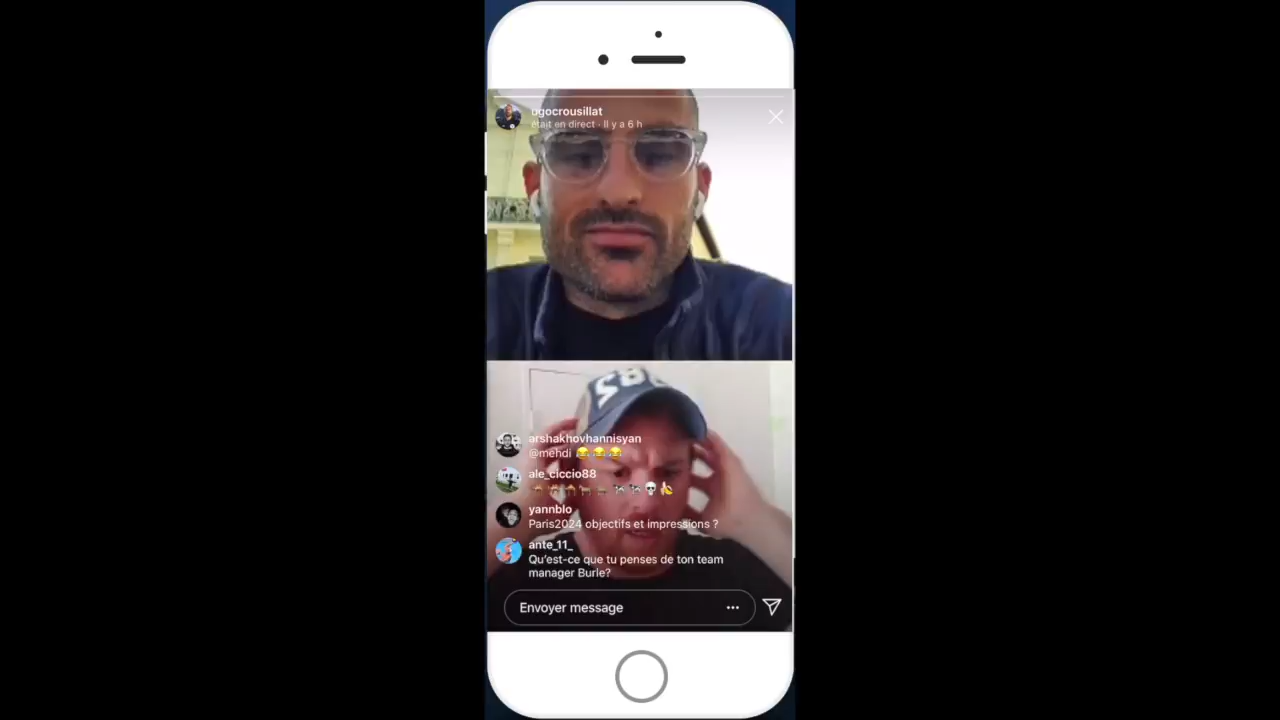 ugocrousillat
était en direct · Il y a 6 h
arshakhovhannisyan
@mehdi 😂😂😂
ale_ciccio88
yannblo
Paris2024 objectifs et impressions ?
ante_11_
Qu'est-ce que tu penses de ton team
manager Burle?
Envoyer message